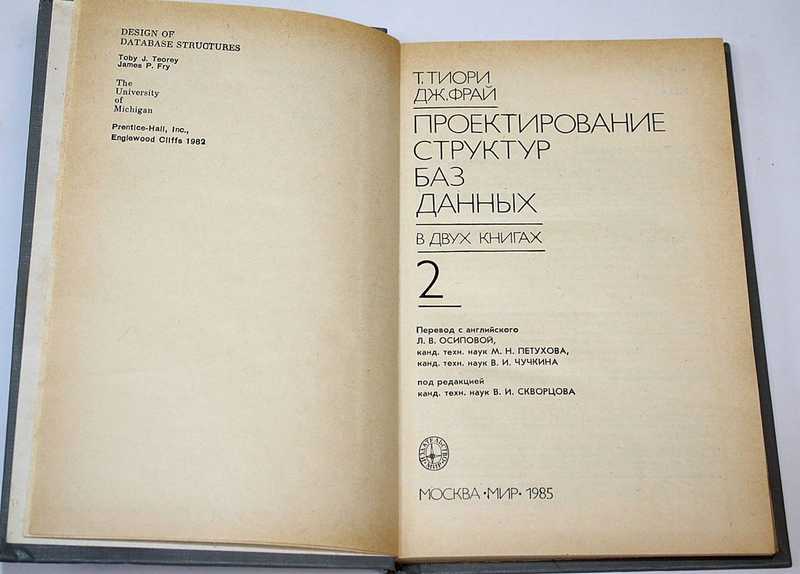 DESIGN OF
DATABASE STRUCTURES
Toby J. Teorey
James P. Fry
The
University
of
Michigan
Prentice-Hall, Inc.,
Englewood Cliffs 1982
Т. ТИОРИ
ДЖ. ФРАЙ
ПРОЕКТИРОВАНИЕ
СТРУКТУР
БАЗ
ДАННЫХ
В ДВУХ КНИГАХ
2
Перевод с английского
Л. В. ОСИПОВОЙ,
канд. техн. наук М. Н. ПЕТУХОВА,
канд. техн. наук В. И. ЧУЧКИНА
под редакцией
канд. техн. наук В. И. СКВОРЦОВА
ИЗДАТЕЛЬСТВО
МИР
МОСКВА•МИР•1985